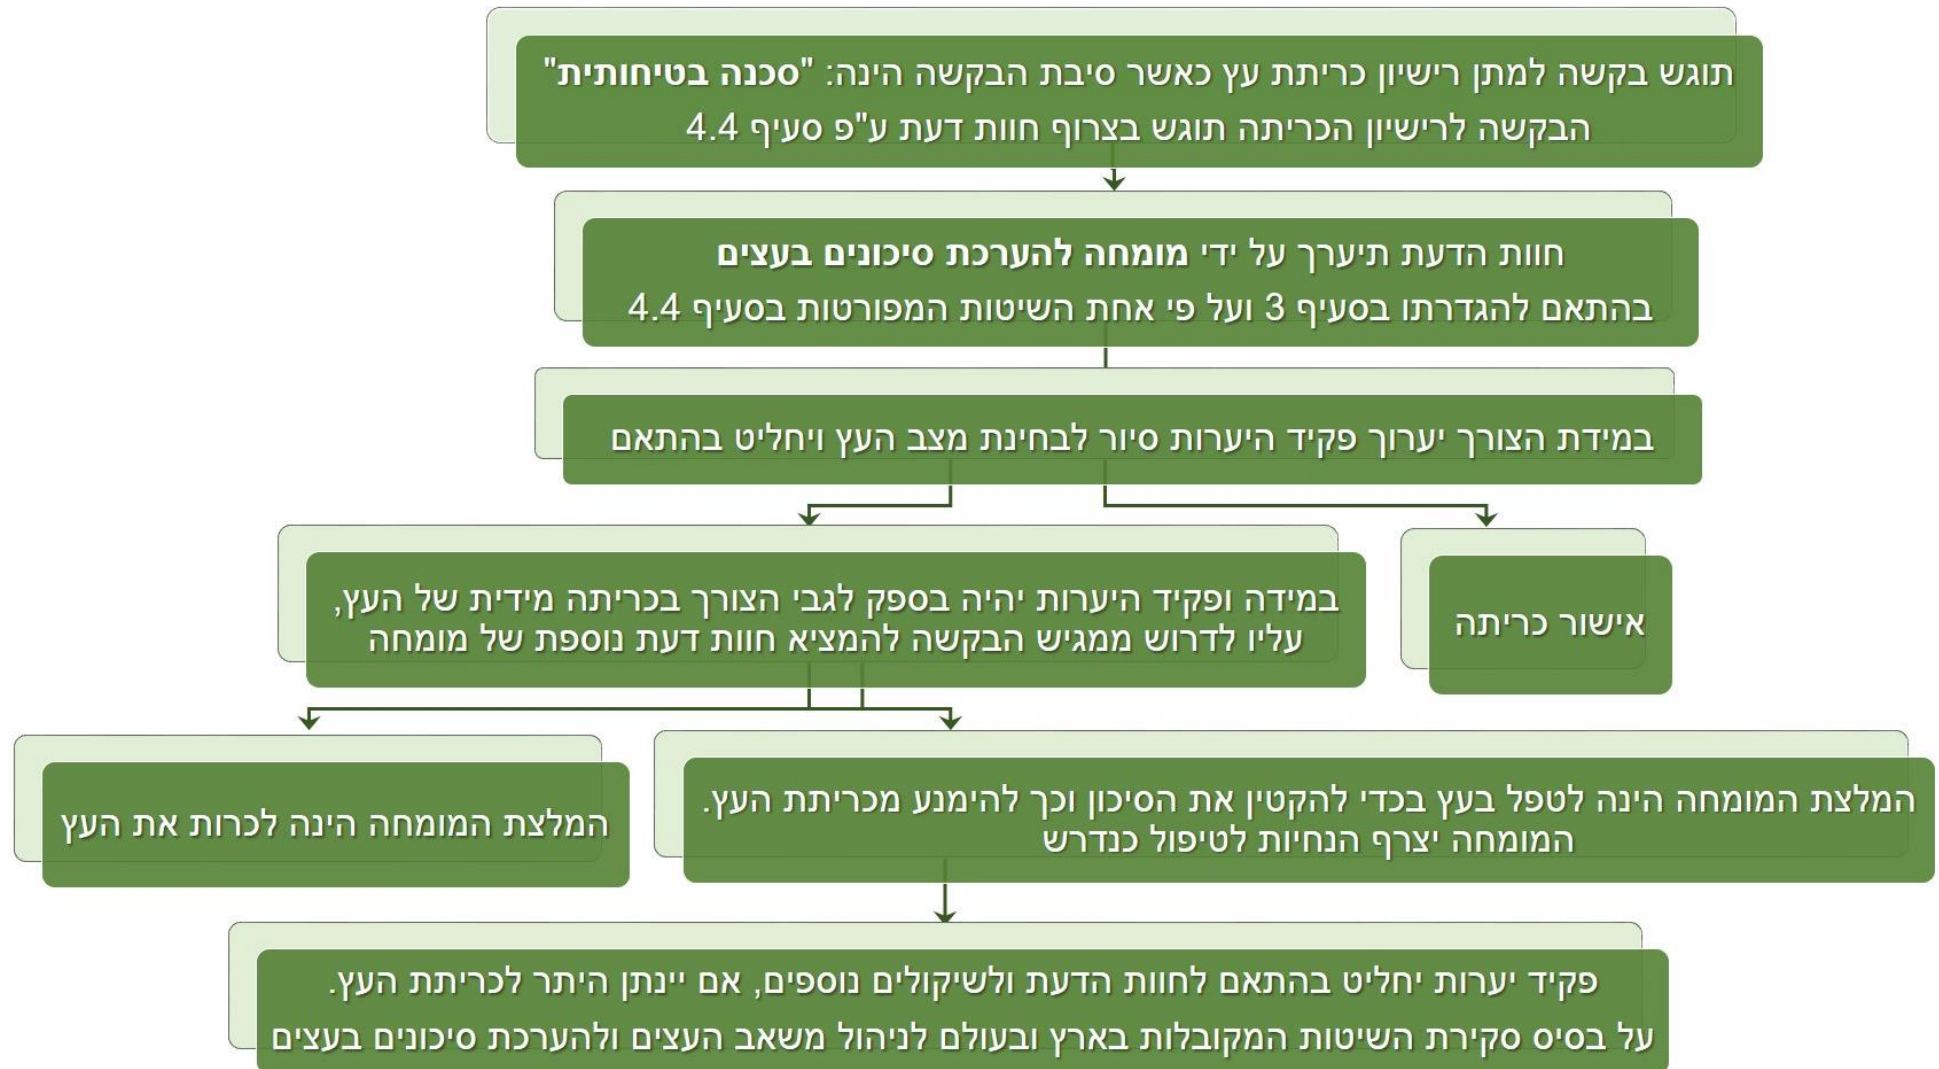 תוגש בקשה למתן רישיון כריתת עץ כאשר סיבת הבקשה הינה: "סכנה בטיחותית"
הבקשה לרישיון הכריתה תוגש בצרוף חוות דעת ע"פ סעיף 4.4
חוות הדעת תיערך על ידי מומחה להערכת סיכונים בעצים
בהתאם להגדרתו בסעיף 3 ועל פי אחת השיטות המפורטות בסעיף 4.4
במידת הצורך יערוך פקיד היערות סיור לבחינת מצב העץ ויחליט בהתאם
אישור כריתה
במידה ופקיד היערות יהיה בספק לגבי הצורך בכריתה מידית של העץ,
עליו לדרוש ממגיש הבקשה להמציא חוות דעת נוספת של מומחה
המלצת המומחה הינה לטפל בעץ בכדי להקטין את הסיכון וכך להימנע מכריתת העץ.
המומחה יצרף הנחיות לטיפול כנדרש
המלצת המומחה הינה לכרות את העץ
פקיד יערות יחליט בהתאם לחוות הדעת ולשיקולים נוספים, אם יינתן היתר לכריתת העץ.
על בסיס סקירת השיטות המקובלות בארץ ובעולם לניהול משאב העצים ולהערכת סיכונים בעצים